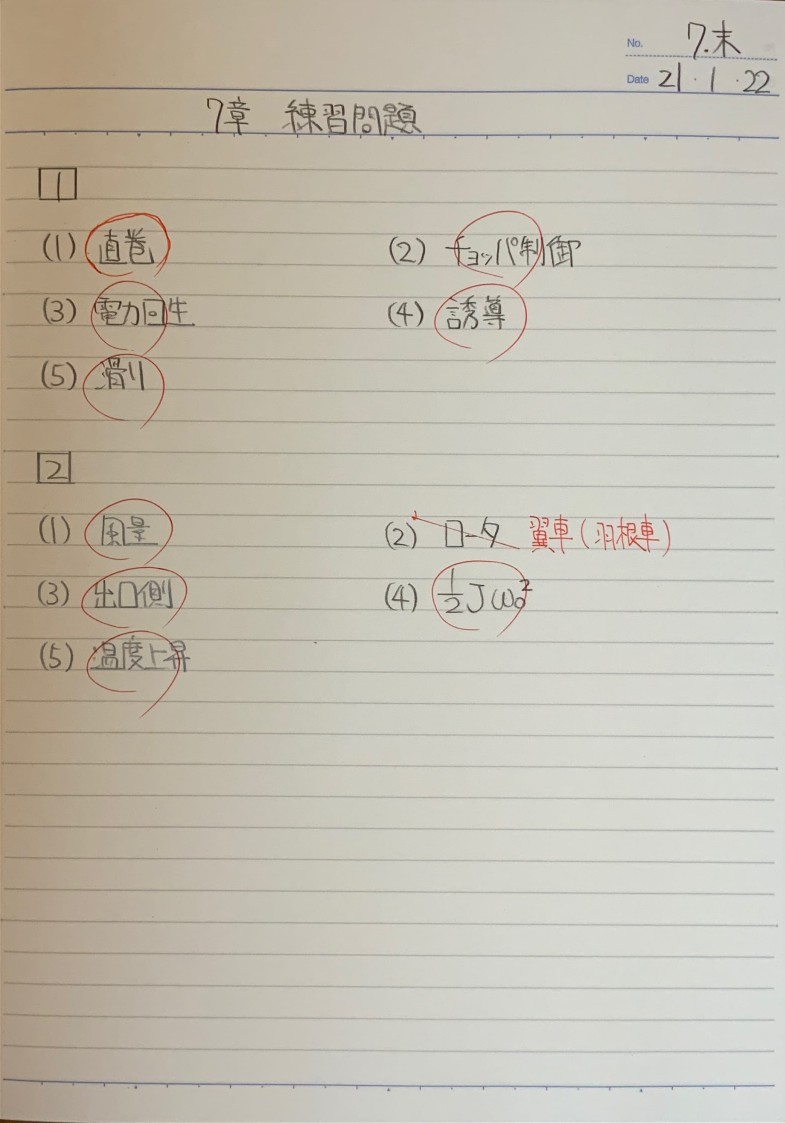 No. 7.末
Date 21・1・22
7章 練習問題
1
(1) 直巻 (2) チョッパ制御
(3) 電力回生 (4) 誘導
(5) 滑り
2
(1) 風量 (2) ロータ 翼車(羽根車)
(3) 出口側 (4) 1/2 Jω₀²
(5) 温度上昇